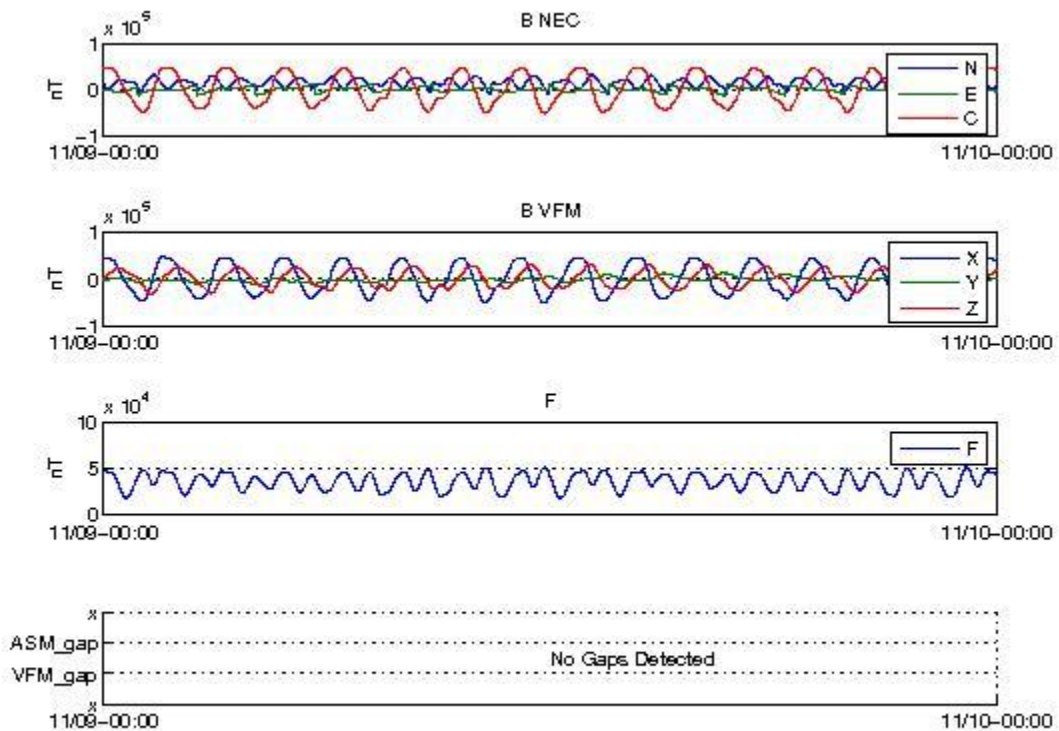 B NEC
x 10^5
1
0
-1
nT
N
E
C
11/09-00:00
11/10-00:00
B VFM
x 10^5
1
0
-1
nT
X
Y
Z
11/09-00:00
11/10-00:00
F
x 10^4
10
5
0
nT
F
11/09-00:00
11/10-00:00
x
ASM_gap
VFM_gap
x
No Gaps Detected
11/09-00:00
11/10-00:00